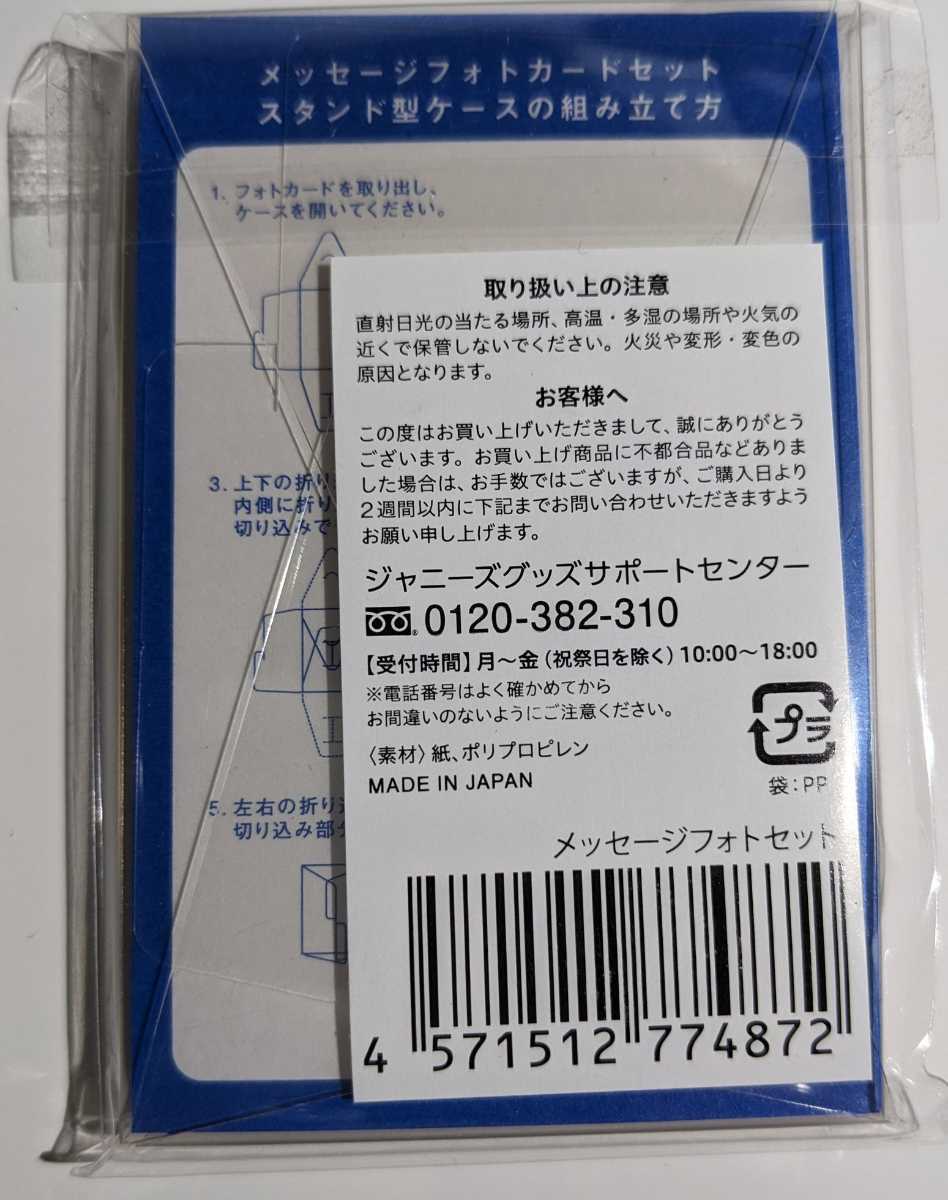 メッセージフォトカードセット
スタンド型ケースの組み立て方
1. フォトカードを取り出し、
ケースを開いてください。
3. 上下の折り
内側に折り
切り込みで
5. 左右の折り
切り込み部
取り扱い上の注意
直射日光の当たる場所、高温・多湿の場所や火気の
近くで保管しないでください。火災や変形・変色の
原因となります。
お客様へ
この度はお買い上げいただきまして、誠にありがとう
ございます。お買い上げ商品に不都合品などありま
した場合は、お手数ではございますが、ご購入日より
2週間以内に下記までお問い合わせいただきますよう
お願い申し上げます。
ジャニーズグッズサポートセンター
0120-382-310
【受付時間】月〜金（祝祭日を除く）10:00〜18:00
※電話番号はよく確かめてから
お間違いのないようにご注意ください。
〈素材〉紙、ポリプロピレン
MADE IN JAPAN
プラ
袋：PP
メッセージフォトセット
4 571512 774872